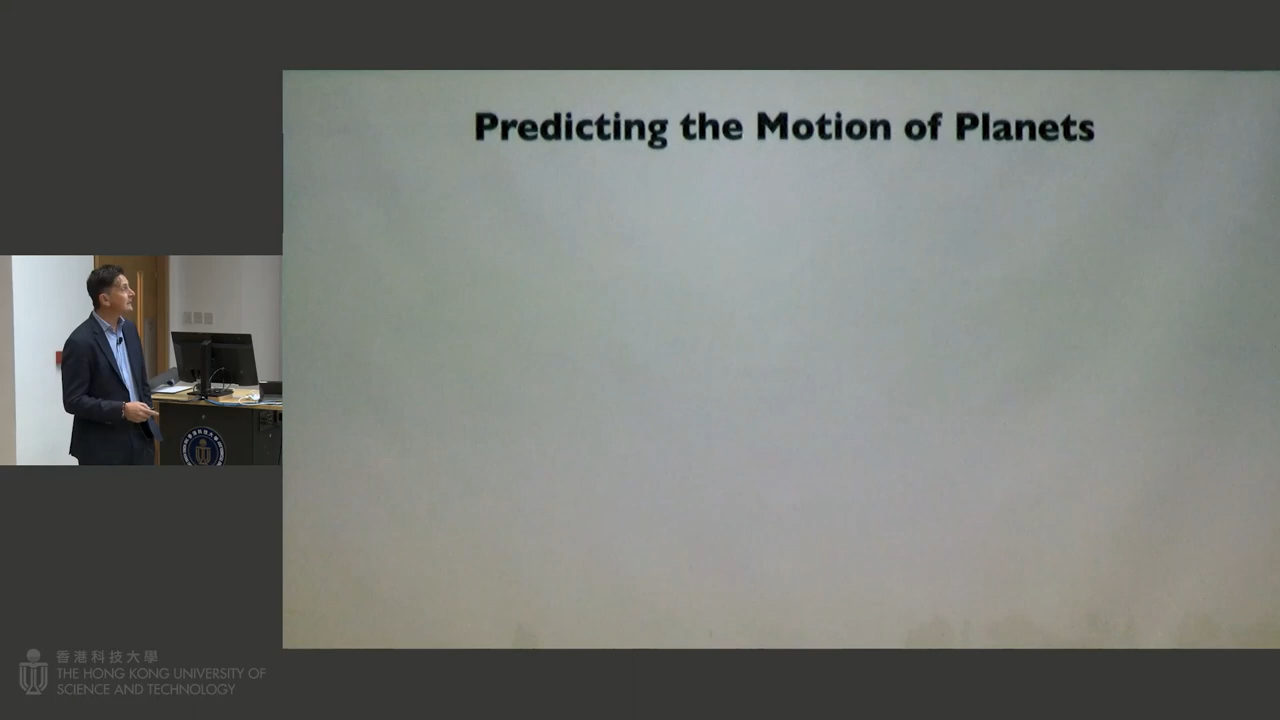 Predicting the Motion of Planets
香港科技大學
THE HONG KONG UNIVERSITY OF
SCIENCE AND TECHNOLOGY